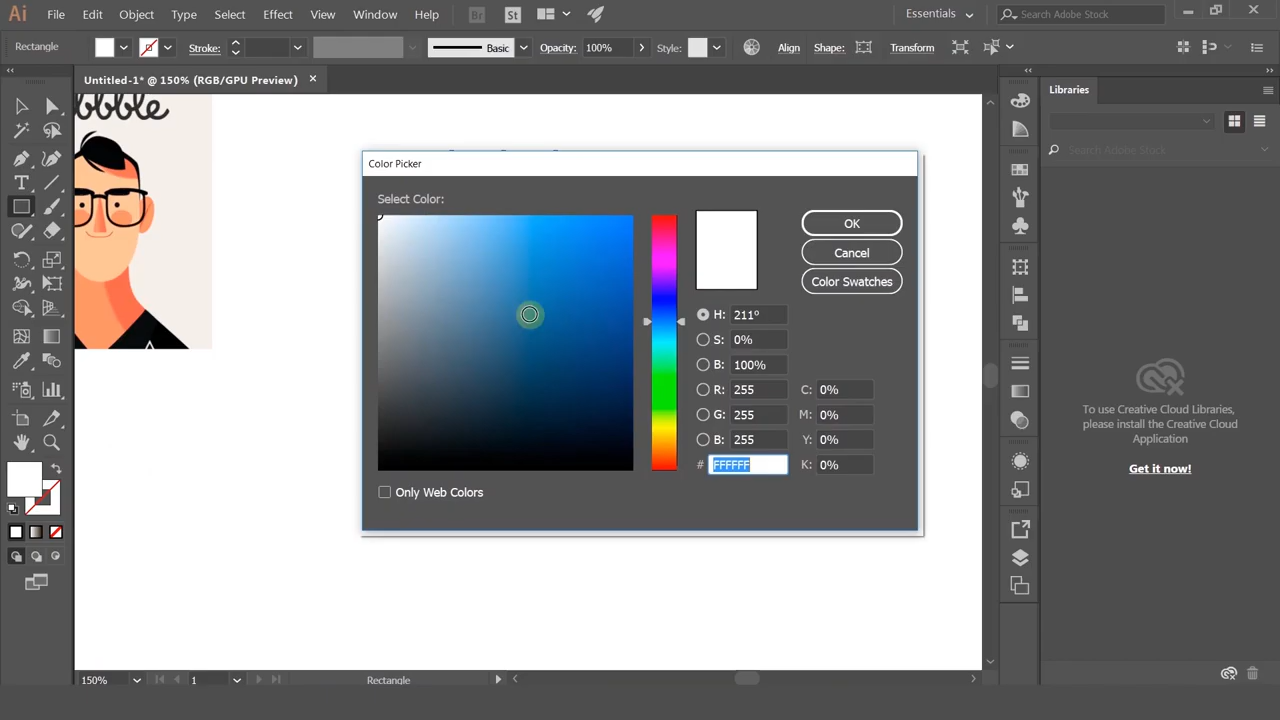 Ai File Edit Object Type Select Effect View Window Help Br St Essentials Search Adobe Stock
Rectangle Stroke: Basic Opacity: 100% Style: Align Shape: Transform
Untitled-1* @ 150% (RGB/GPU Preview)
Libraries
Search Adobe Stock
Color Picker
Select Color:
OK
Cancel
Color Swatches
H: 211º
S: 0%
B: 100%
R: 255 C: 0%
G: 255 M: 0%
B: 255 Y: 0%
# FFFFFF K: 0%
Only Web Colors
To use Creative Cloud Libraries,
please install the Creative Cloud
Application
Get it now!
150% 1 Rectangle